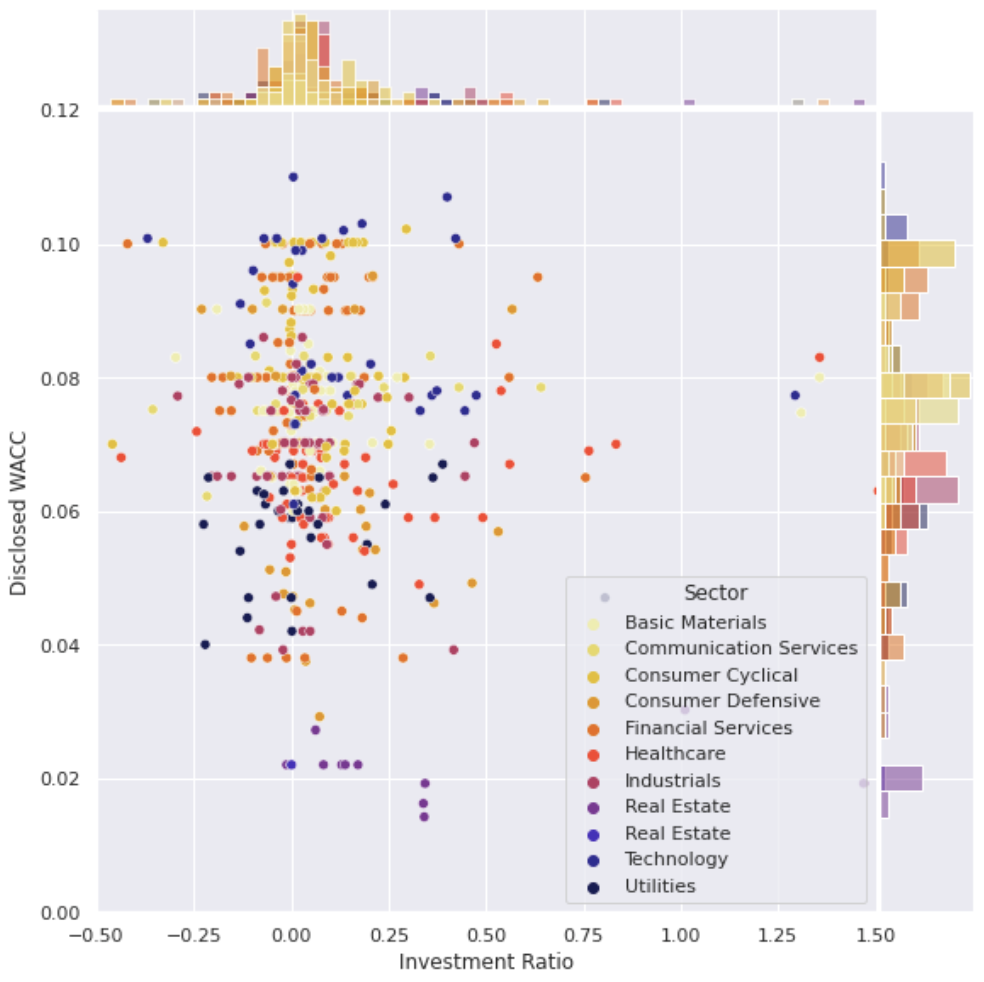 0.12
0.10
0.08
0.06
0.04
0.02
0.00
Disclosed WACC
Sector
Basic Materials
Communication Services
Consumer Cyclical
Consumer Defensive
Financial Services
Healthcare
Industrials
Real Estate
Real Estate
Technology
Utilities
−0.50 −0.25 0.00 0.25 0.50 0.75 1.00 1.25 1.50
Investment Ratio